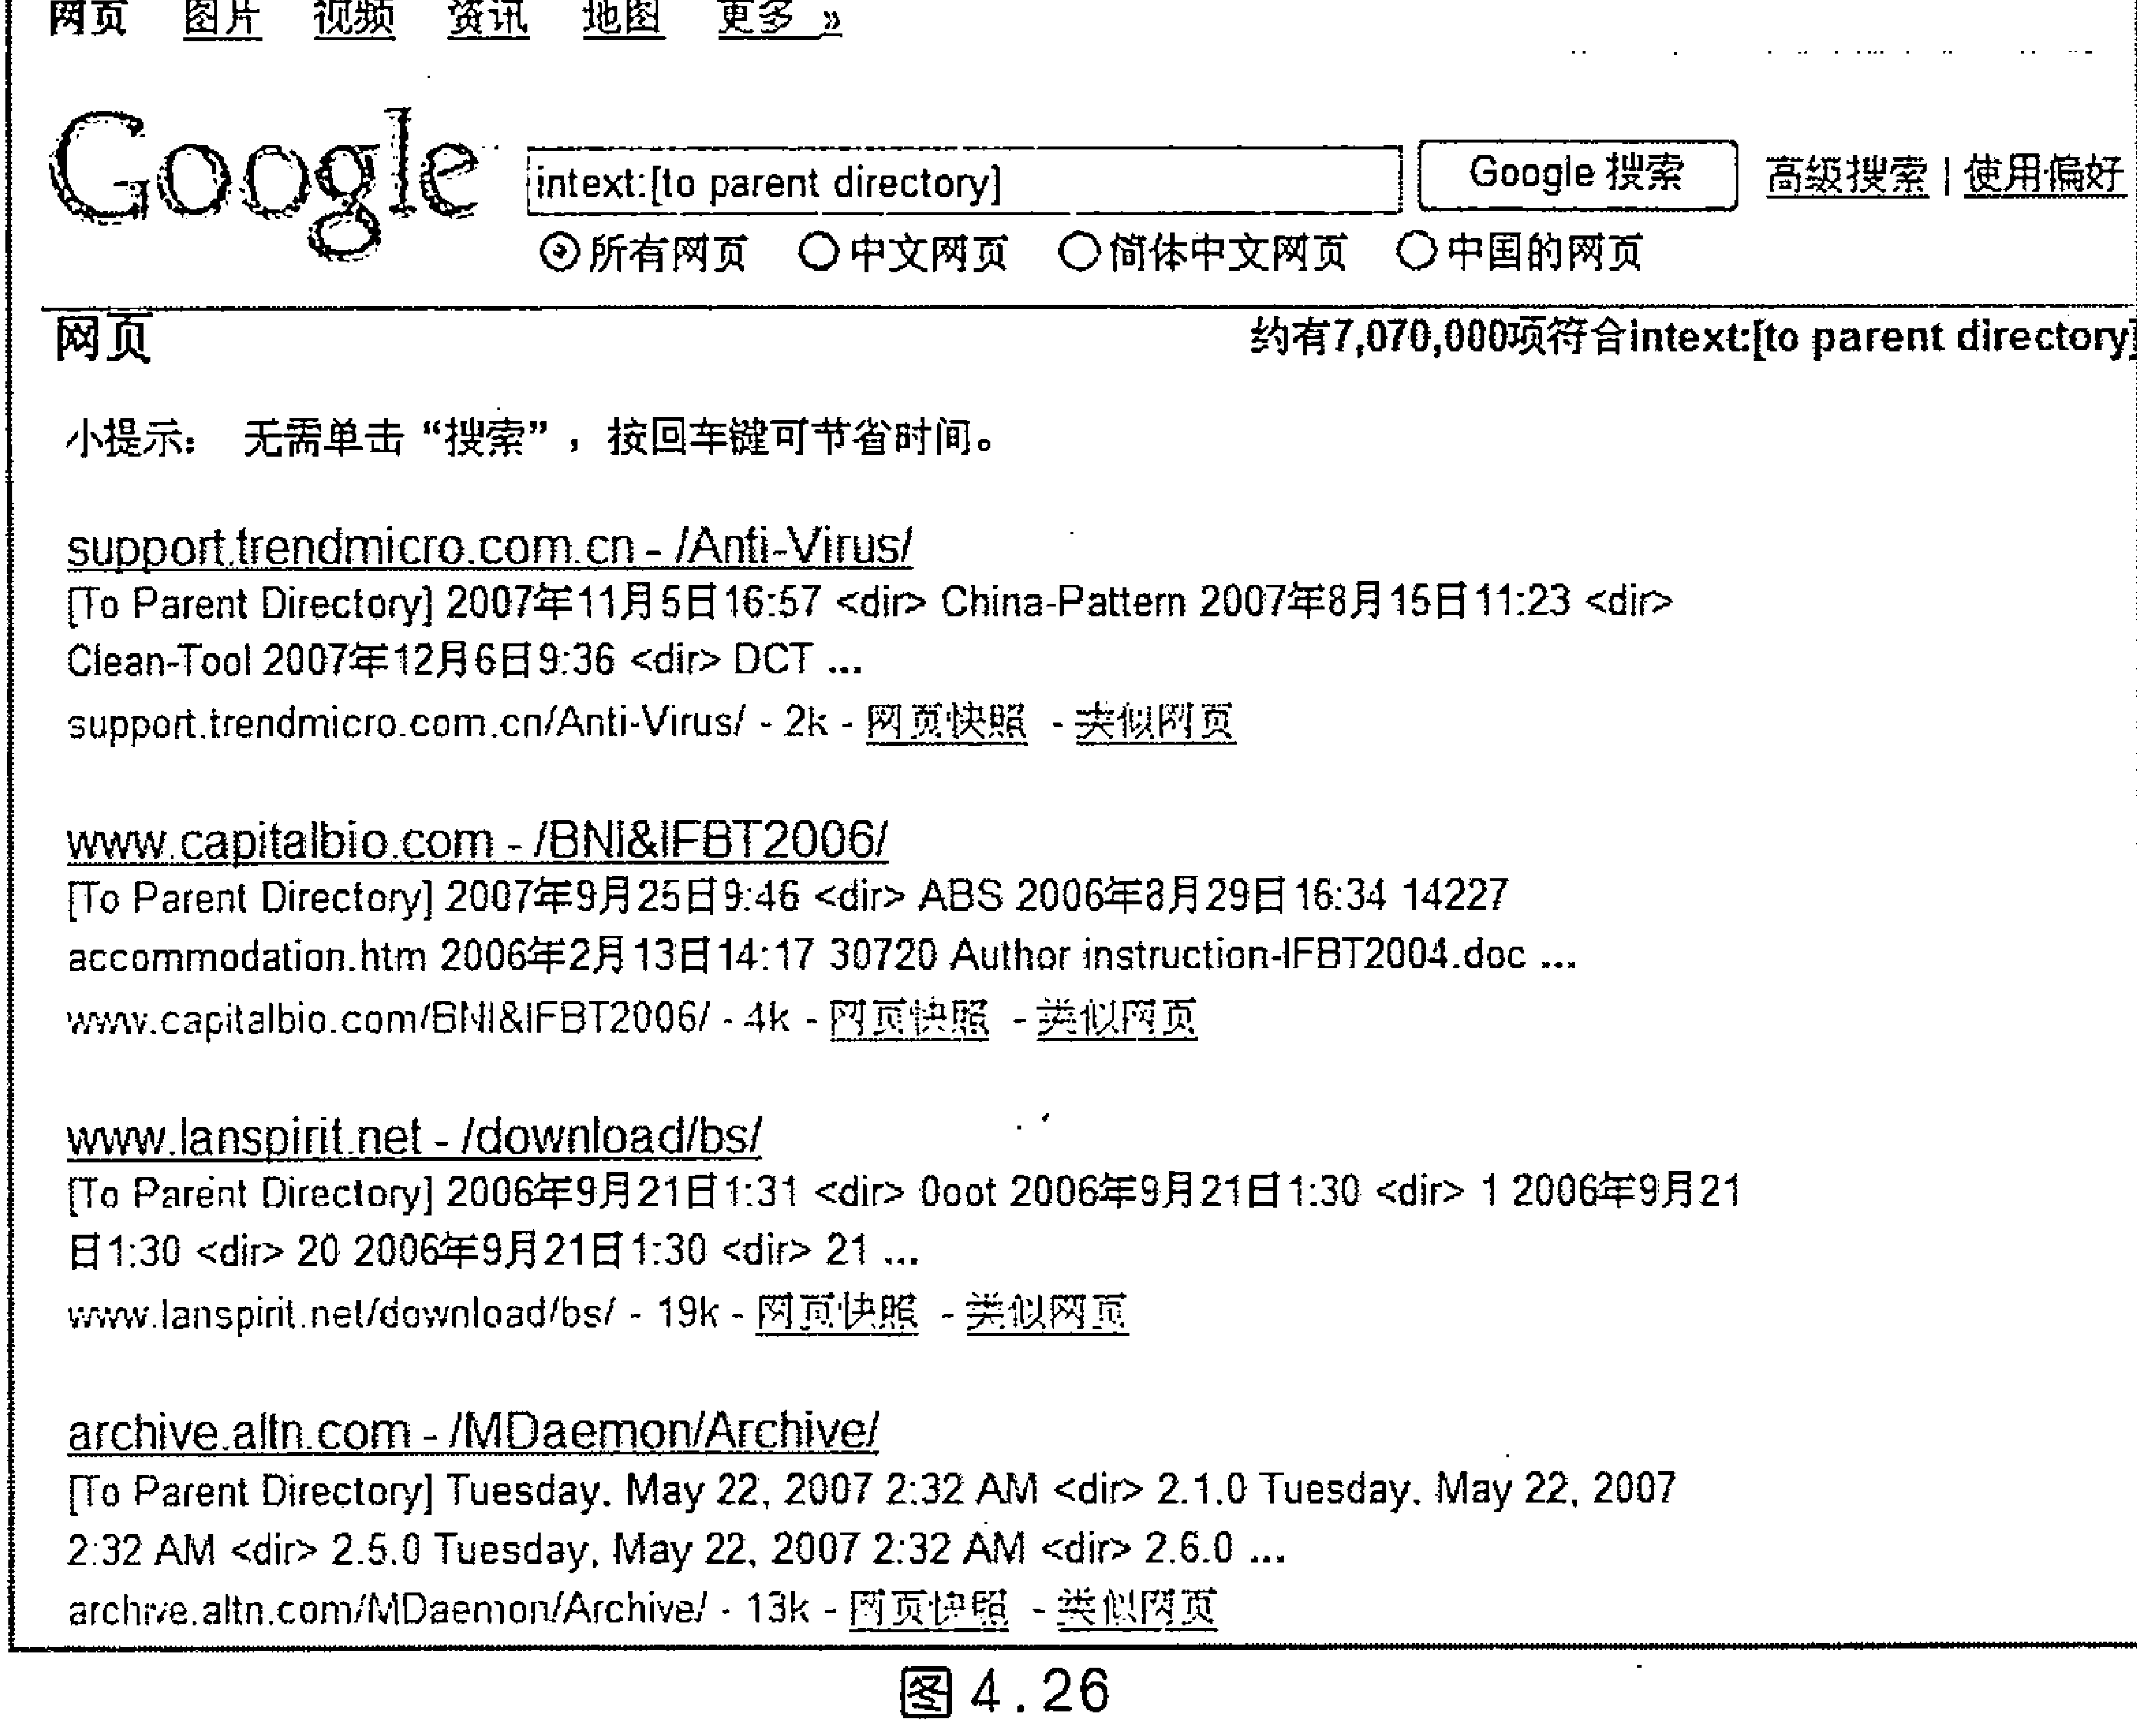 网页 图片 视频 资讯 地图 更多 »
Google intext:[to parent directory] Google 搜索 高级搜索 | 使用偏好
所有网页 中文网页 简体中文网页 中国的网页
网页 约有7,070,000项符合intext:[to parent directory]
小提示： 无需单击“搜索”，按回车键可节省时间。
support.trendmicro.com.cn - /Anti-Virus/
[To Parent Directory] 2007年11月5日16:57 <dir> China-Pattern 2007年8月15日11:23 <dir>
Clean-Tool 2007年12月6日9:36 <dir> DCT ...
support.trendmicro.com.cn/Anti-Virus/ - 2k - 网页快照 - 类似网页
www.capitalbio.com - /BNI&IFBT2006/
[To Parent Directory] 2007年9月25日9:46 <dir> ABS 2006年8月29日16:34 14227
accommodation.htm 2006年2月13日14:17 30720 Author instruction-IFBT2004.doc ...
www.capitalbio.com/BNI&IFBT2006/ - 4k - 网页快照 - 类似网页
www.lanspirit.net - /download/bs/
[To Parent Directory] 2006年9月21日1:31 <dir> 0oot 2006年9月21日1:30 <dir> 1 2006年9月21
日1:30 <dir> 20 2006年9月21日1:30 <dir> 21 ...
www.lanspirit.net/download/bs/ - 19k - 网页快照 - 类似网页
archive.altn.com - /MDaemon/Archive/
[To Parent Directory] Tuesday, May 22, 2007 2:32 AM <dir> 2.1.0 Tuesday, May 22, 2007
2:32 AM <dir> 2.5.0 Tuesday, May 22, 2007 2:32 AM <dir> 2.6.0 ...
archive.altn.com/MDaemon/Archive/ - 13k - 网页快照 - 类似网页
图 4.26